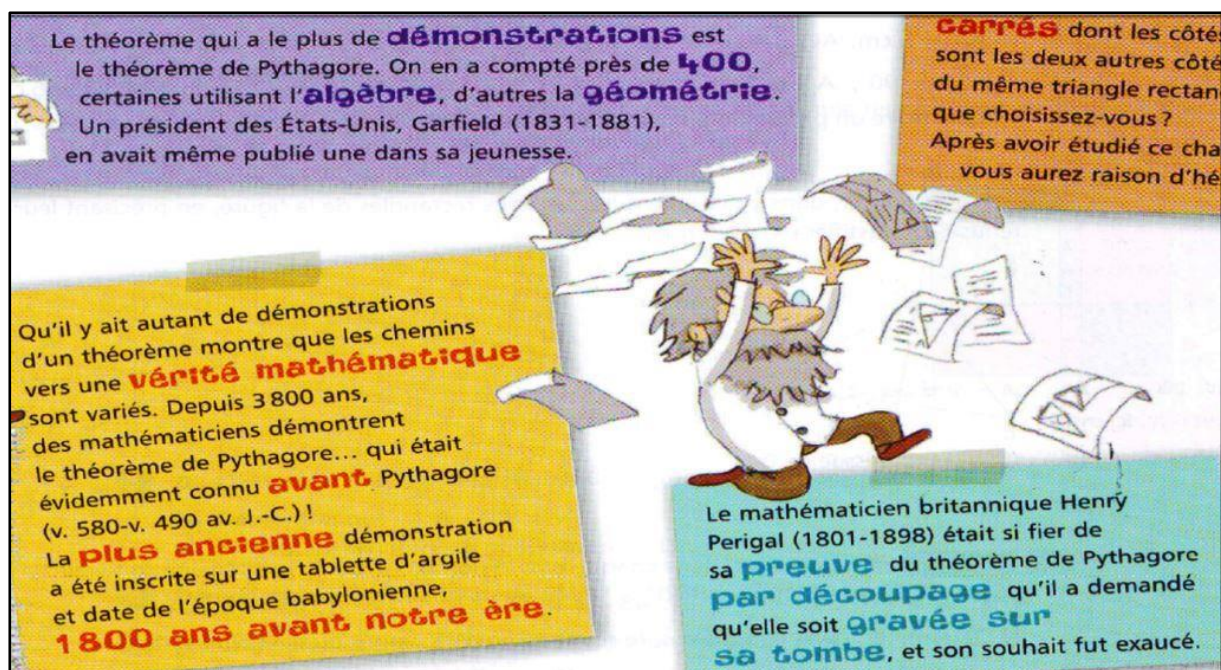 Le théorème qui a le plus de démonstrations est
le théorème de Pythagore. On en a compté près de 400,
certaines utilisant l'algèbre, d'autres la géométrie.
Un président des États-Unis, Garfield (1831-1881),
en avait même publié une dans sa jeunesse.
carrés dont les côtés
sont les deux autres côté
du même triangle rectan
que choisissez-vous ?
Après avoir étudié ce cha
vous aurez raison d'hé
Qu'il y ait autant de démonstrations
d'un théorème montre que les chemins
vers une vérité mathématique
sont variés. Depuis 3 800 ans,
des mathématiciens démontrent
le théorème de Pythagore... qui était
évidemment connu avant Pythagore
(v. 580-v. 490 av. J.-C.) !
La plus ancienne démonstration
a été inscrite sur une tablette d'argile
et date de l'époque babylonienne,
1 800 ans avant notre ère.
Le mathématicien britannique Henry
Perigal (1801-1898) était si fier de
sa preuve du théorème de Pythagore
par découpage qu'il a demandé
qu'elle soit gravée sur
sa tombe, et son souhait fut exaucé.